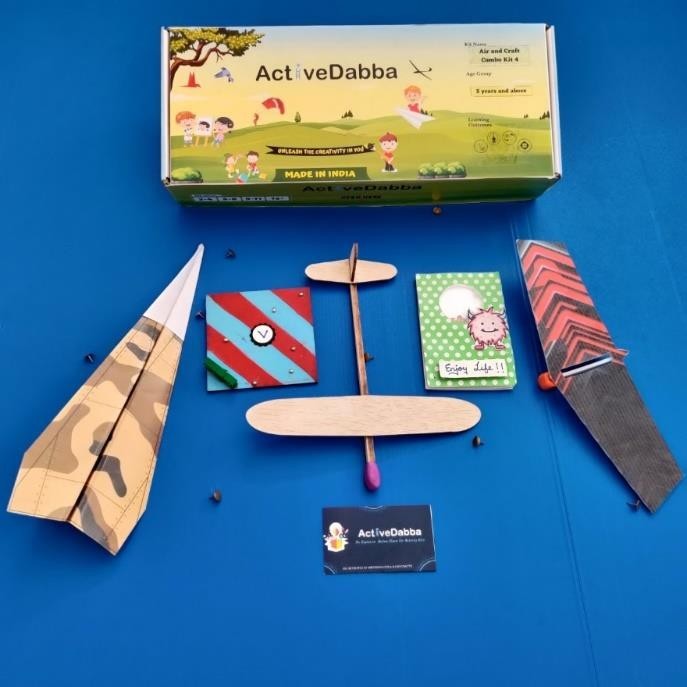 ActiveDabba
Kit Name
Air and Craft
Combo Kit 4
Age Group
5 years and above
Learning
Outcomes
UNLEASH THE CREATIVITY IN YOU
MADE IN INDIA
ActiveDabba
Enjoy Life!!
ActiveDabba